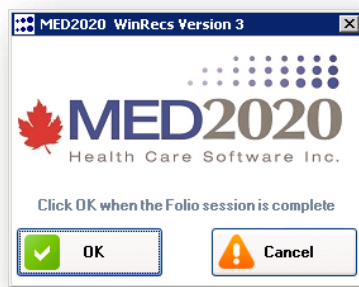 MED2020 WinRecs Version 3
MED2020
Health Care Software Inc.
Click OK when the Folio session is complete
OK
Cancel